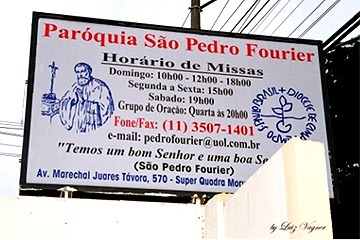 Paróquia São Pedro Fourier
Horário de Missas
Domingo: 10h00 - 12h00 - 18h00
Segunda a Sexta: 15h00
Sabado: 19h00
Grupo de Oração: Quarta às 20h00
Fone/Fax: (11) 3507-1401
e-mail: pedrofourier@uol.com.br
"Temos um bom Senhor e uma boa
(São Pedro Fourier)
Av. Marechal Juares Távora, 570 - Super Quadra
by Luiz Vagner